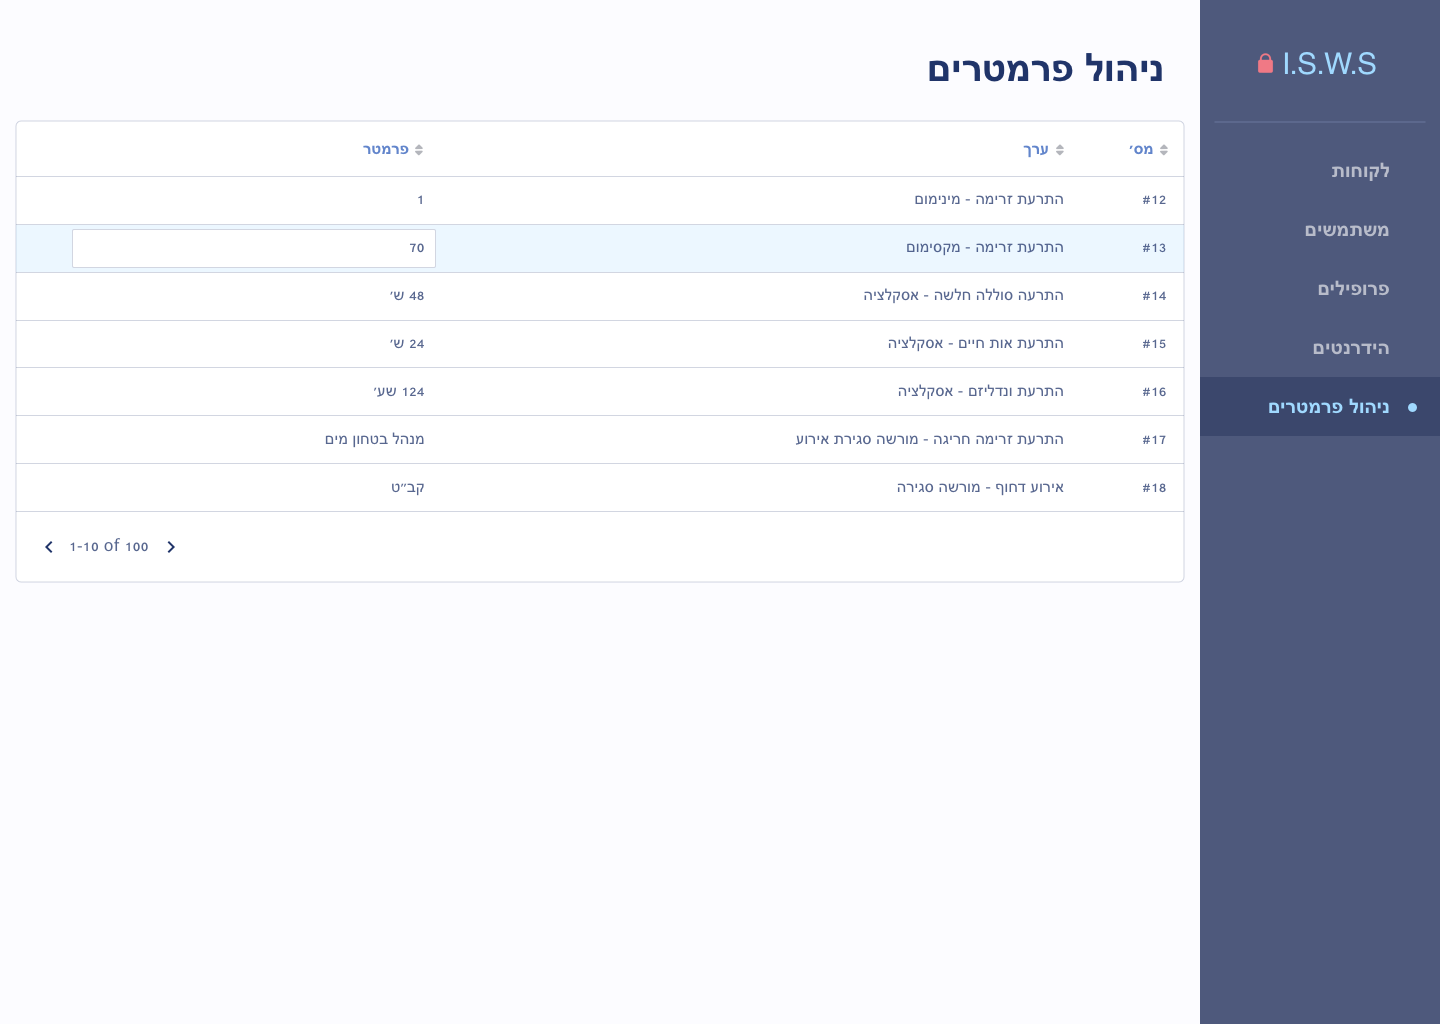 I.S.W.S
לקוחות
משתמשים
פרופילים
הידרנטים
ניהול פרמטרים
ניהול פרמטרים
מס׳ ערך פרמטר
#12 התרעת זרימה - מינימום 1
#13 התרעת זרימה - מקסימום 70
#14 התרעה סוללה חלשה - אסקלציה 48 ש׳
#15 התרעת אות חיים - אסקלציה 24 ש׳
#16 התרעת ונדליזם - אסקלציה 124 שע׳
#17 התרעת זרימה חריגה - מורשה סגירת אירוע מנהל בטחון מים
#18 אירוע דחוף - מורשה סגירה קב״ט
1-10 of 100